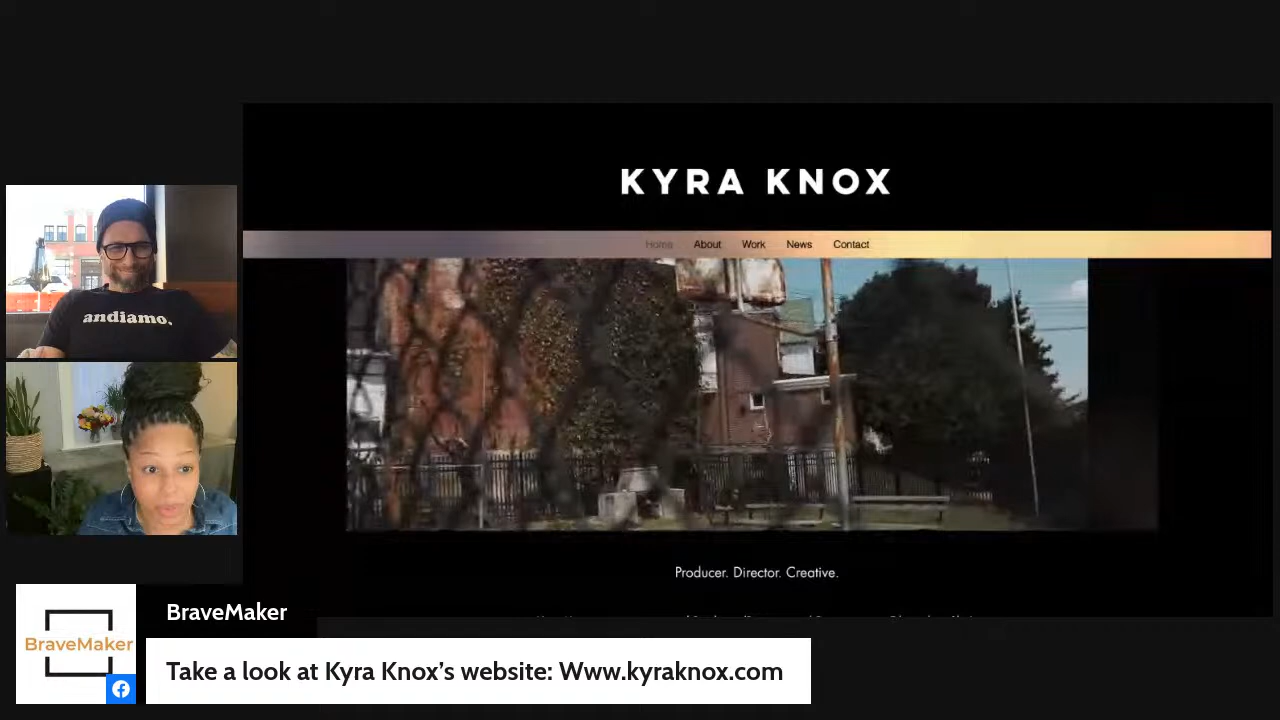 KYRA KNOX
Home About Work News Contact
andiamo.
Producer. Director. Creative.
BraveMaker
BraveMaker
Take a look at Kyra Knox’s website: Www.kyraknox.com